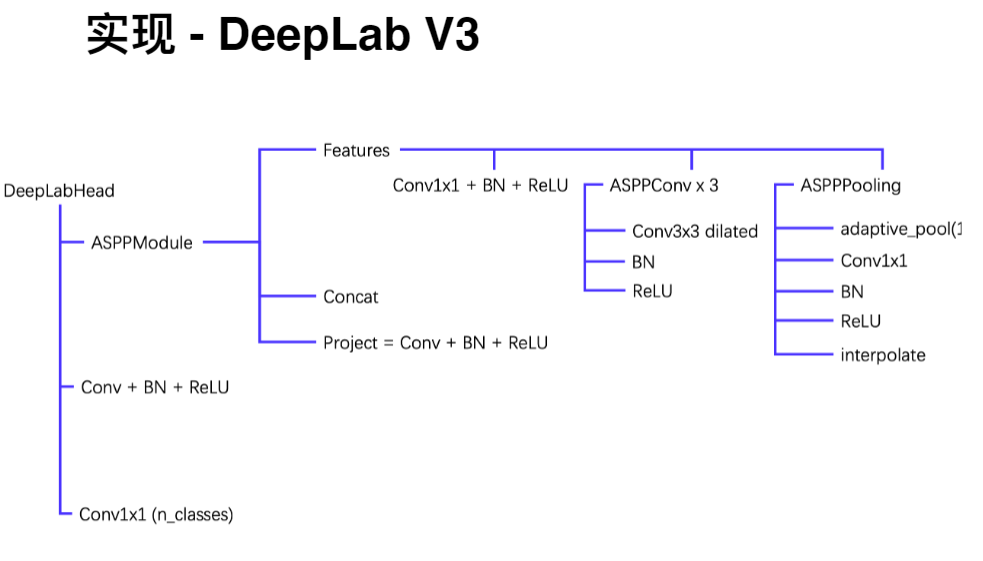 实现 - DeepLab V3
DeepLabHead
ASPPModule
Features
Conv1x1 + BN + ReLU
ASPPConv x 3
Conv3x3 dilated
BN
ReLU
ASPPPooling
adaptive_pool(1
Conv1x1
BN
ReLU
interpolate
Concat
Project = Conv + BN + ReLU
Conv + BN + ReLU
Conv1x1 (n_classes)